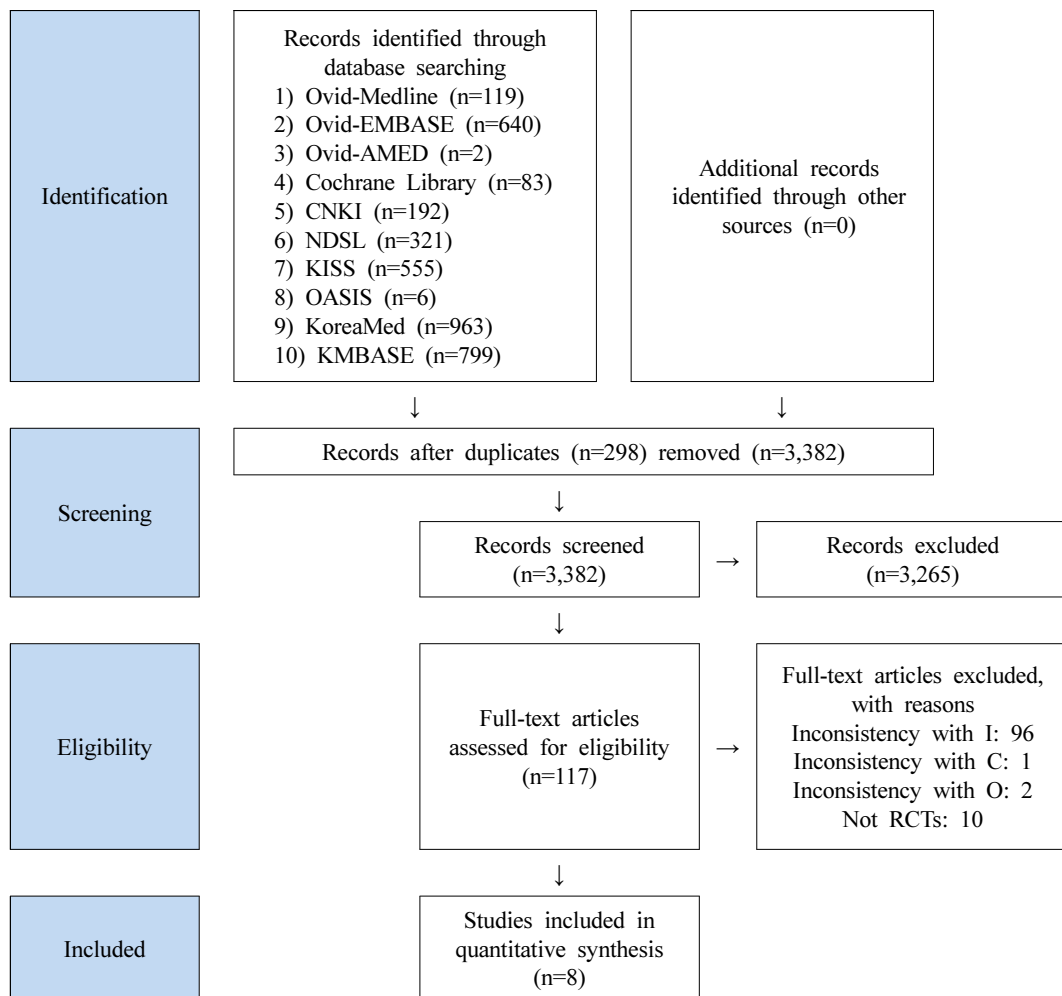 Identification
Records identified through
database searching
1) Ovid-Medline (n=119)
2) Ovid-EMBASE (n=640)
3) Ovid-AMED (n=2)
4) Cochrane Library (n=83)
5) CNKI (n=192)
6) NDSL (n=321)
7) KISS (n=555)
8) OASIS (n=6)
9) KoreaMed (n=963)
10) KMBASE (n=799)
Additional records
identified through other
sources (n=0)
↓ ↓
Screening
Records after duplicates (n=298) removed (n=3,382)
↓
Records screened
(n=3,382)
→
Records excluded
(n=3,265)
↓
Eligibility
Full-text articles
assessed for eligibility
(n=117)
→
Full-text articles excluded,
with reasons
Inconsistency with I: 96
Inconsistency with C: 1
Inconsistency with O: 2
Not RCTs: 10
↓
Included
Studies included in
quantitative synthesis
(n=8)